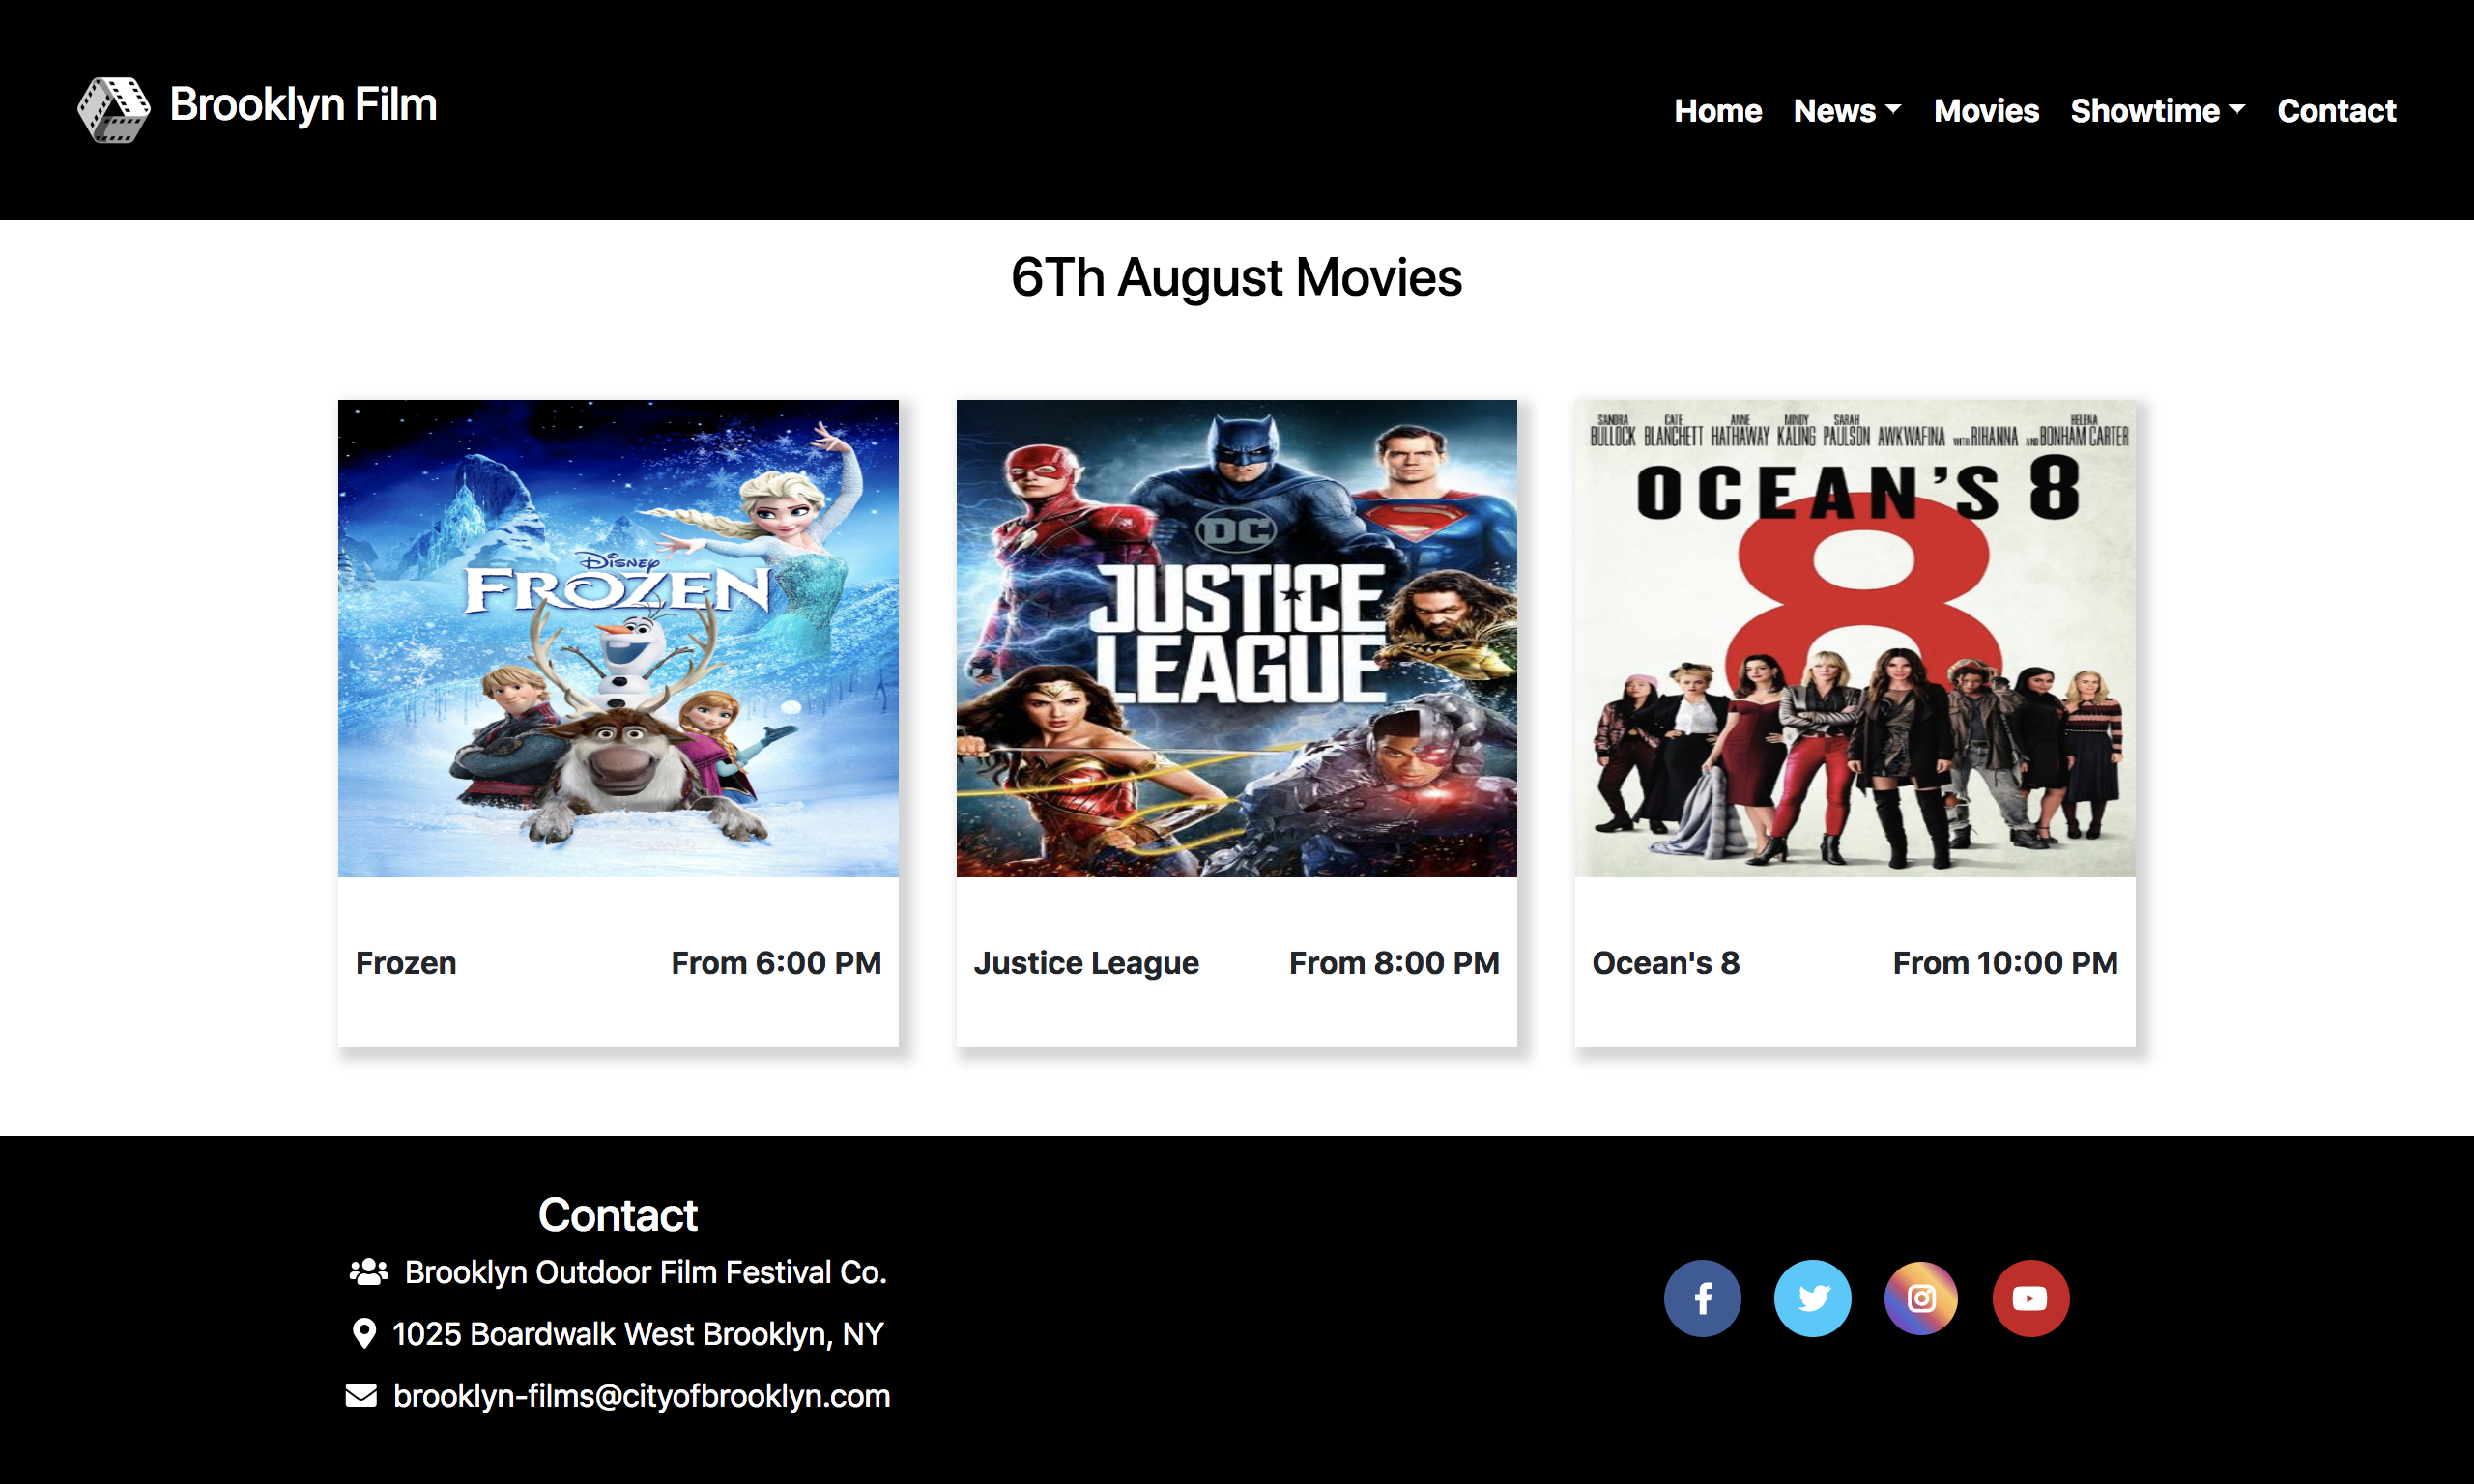 Brooklyn Film
Home News Movies Showtime Contact
6Th August Movies
DISNEY
FROZEN
DC
JUSTICE
LEAGUE
SANDRA BULLOCK CATE BLANCHETT ANNE HATHAWAY MINDY KALING SARAH PAULSON AWKWAFINA WITH RIHANNA AND HELENA BONHAM CARTER
OCEAN'S 8
8
Frozen From 6:00 PM
Justice League From 8:00 PM
Ocean's 8 From 10:00 PM
Contact
Brooklyn Outdoor Film Festival Co.
1025 Boardwalk West Brooklyn, NY
brooklyn-films@cityofbrooklyn.com